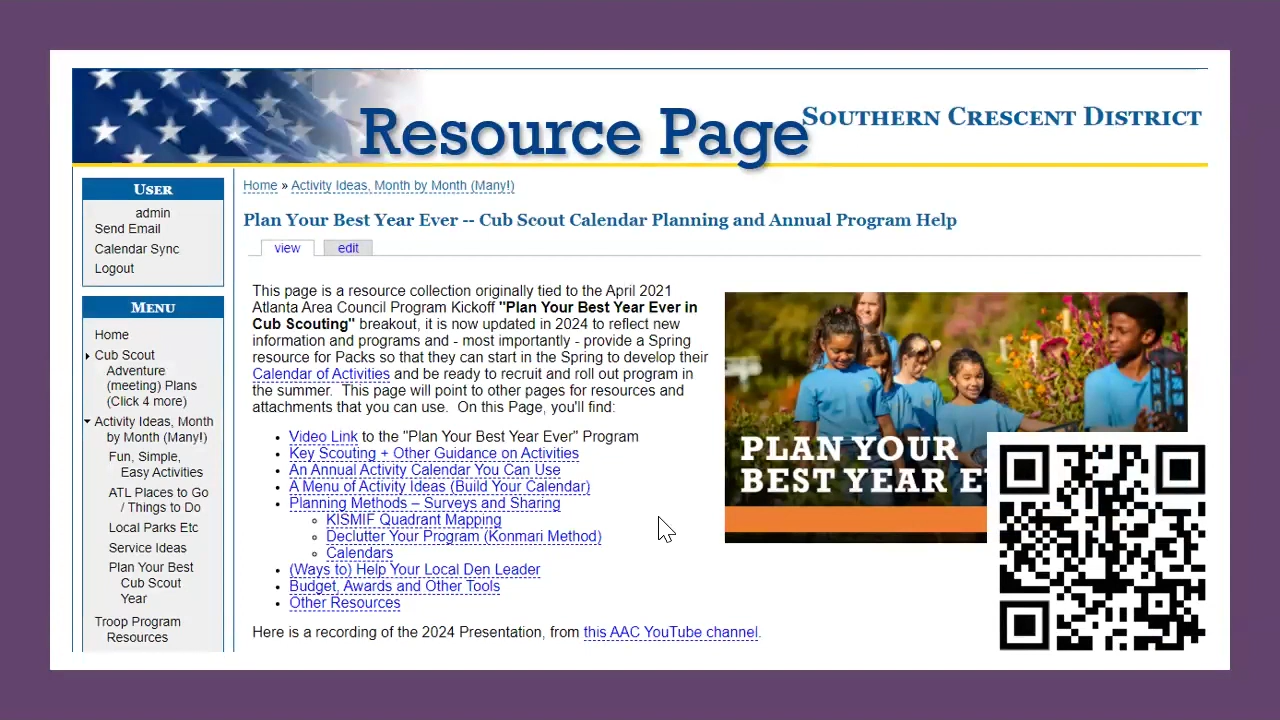 Resource Page
Southern Crescent District
User
admin
Send Email
Calendar Sync
Logout
Menu
Home
Cub Scout
Adventure
(meeting) Plans
(Click 4 more)
Activity Ideas, Month
by Month (Many!)
Fun, Simple,
Easy Activities
ATL Places to Go
/ Things to Do
Local Parks Etc
Service Ideas
Plan Your Best
Cub Scout
Year
Troop Program
Resources
Home » Activity Ideas, Month by Month (Many!)
Plan Your Best Year Ever -- Cub Scout Calendar Planning and Annual Program Help
view edit
This page is a resource collection originally tied to the April 2021
Atlanta Area Council Program Kickoff "Plan Your Best Year Ever in
Cub Scouting" breakout, it is now updated in 2024 to reflect new
information and programs and - most importantly - provide a Spring
resource for Packs so that they can start in the Spring to develop their
Calendar of Activities and be ready to recruit and roll out program in
the summer. This page will point to other pages for resources and
attachments that you can use. On this Page, you'll find:
Video Link to the "Plan Your Best Year Ever" Program
Key Scouting + Other Guidance on Activities
An Annual Activity Calendar You Can Use
A Menu of Activity Ideas (Build Your Calendar)
Planning Methods – Surveys and Sharing
KISMIF Quadrant Mapping
Declutter Your Program (Konmari Method)
Calendars
(Ways to) Help Your Local Den Leader
Budget, Awards and Other Tools
Other Resources
Here is a recording of the 2024 Presentation, from this AAC YouTube channel.
PLAN YOUR
BEST YEAR E